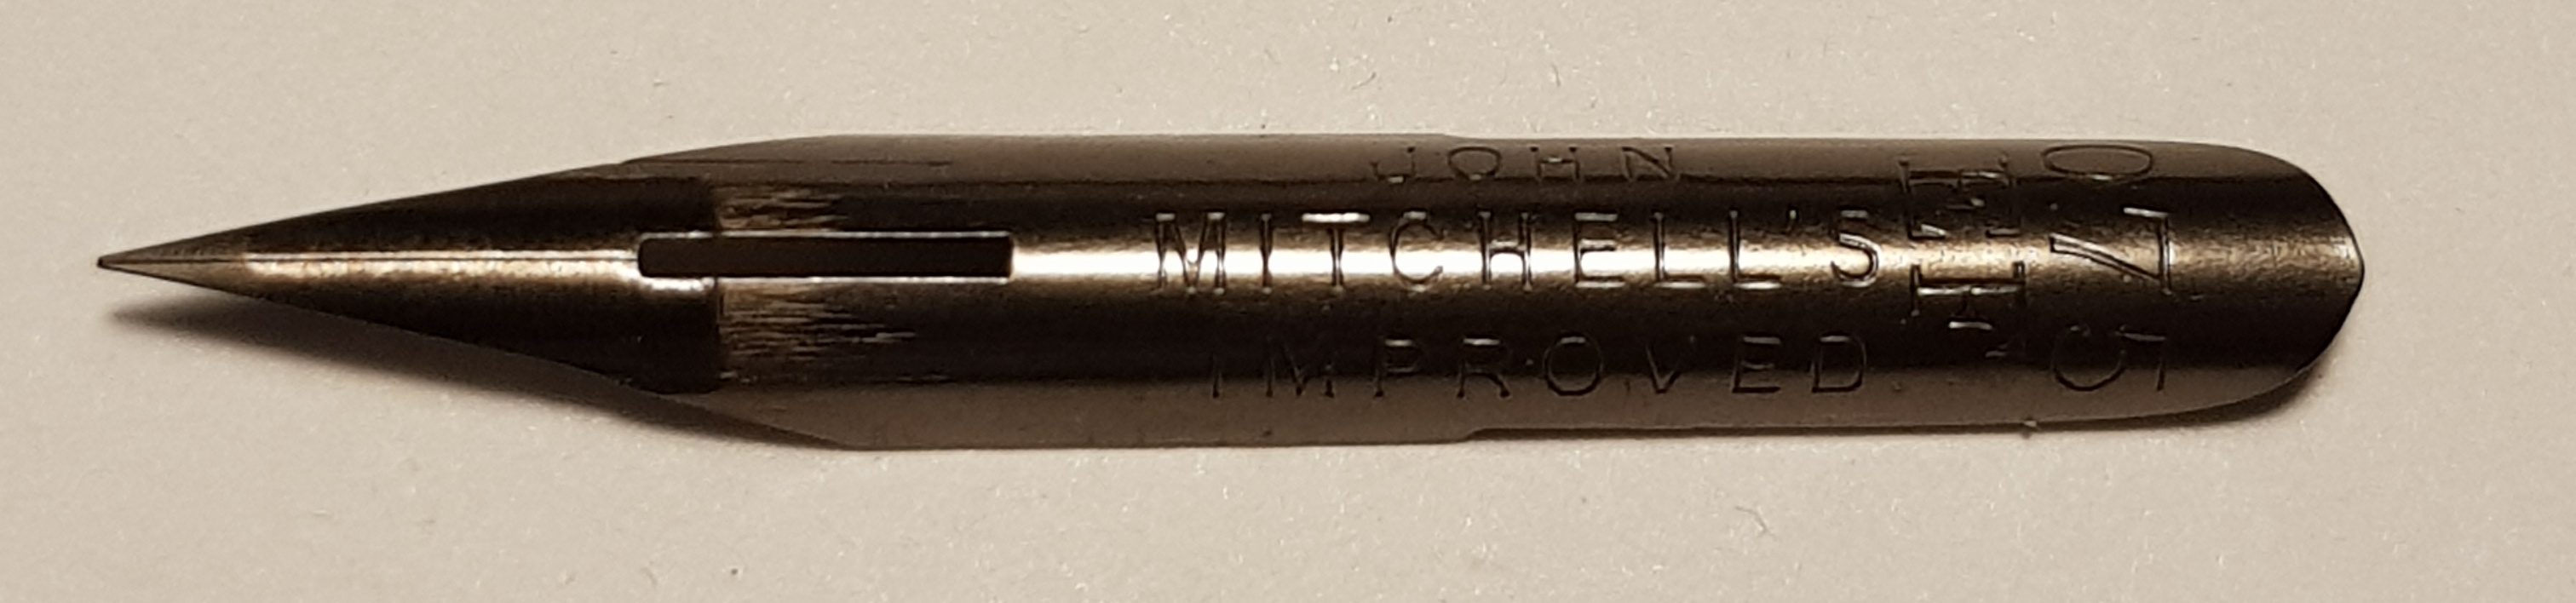 JOHN
MITCHELL'S
IMPROVED